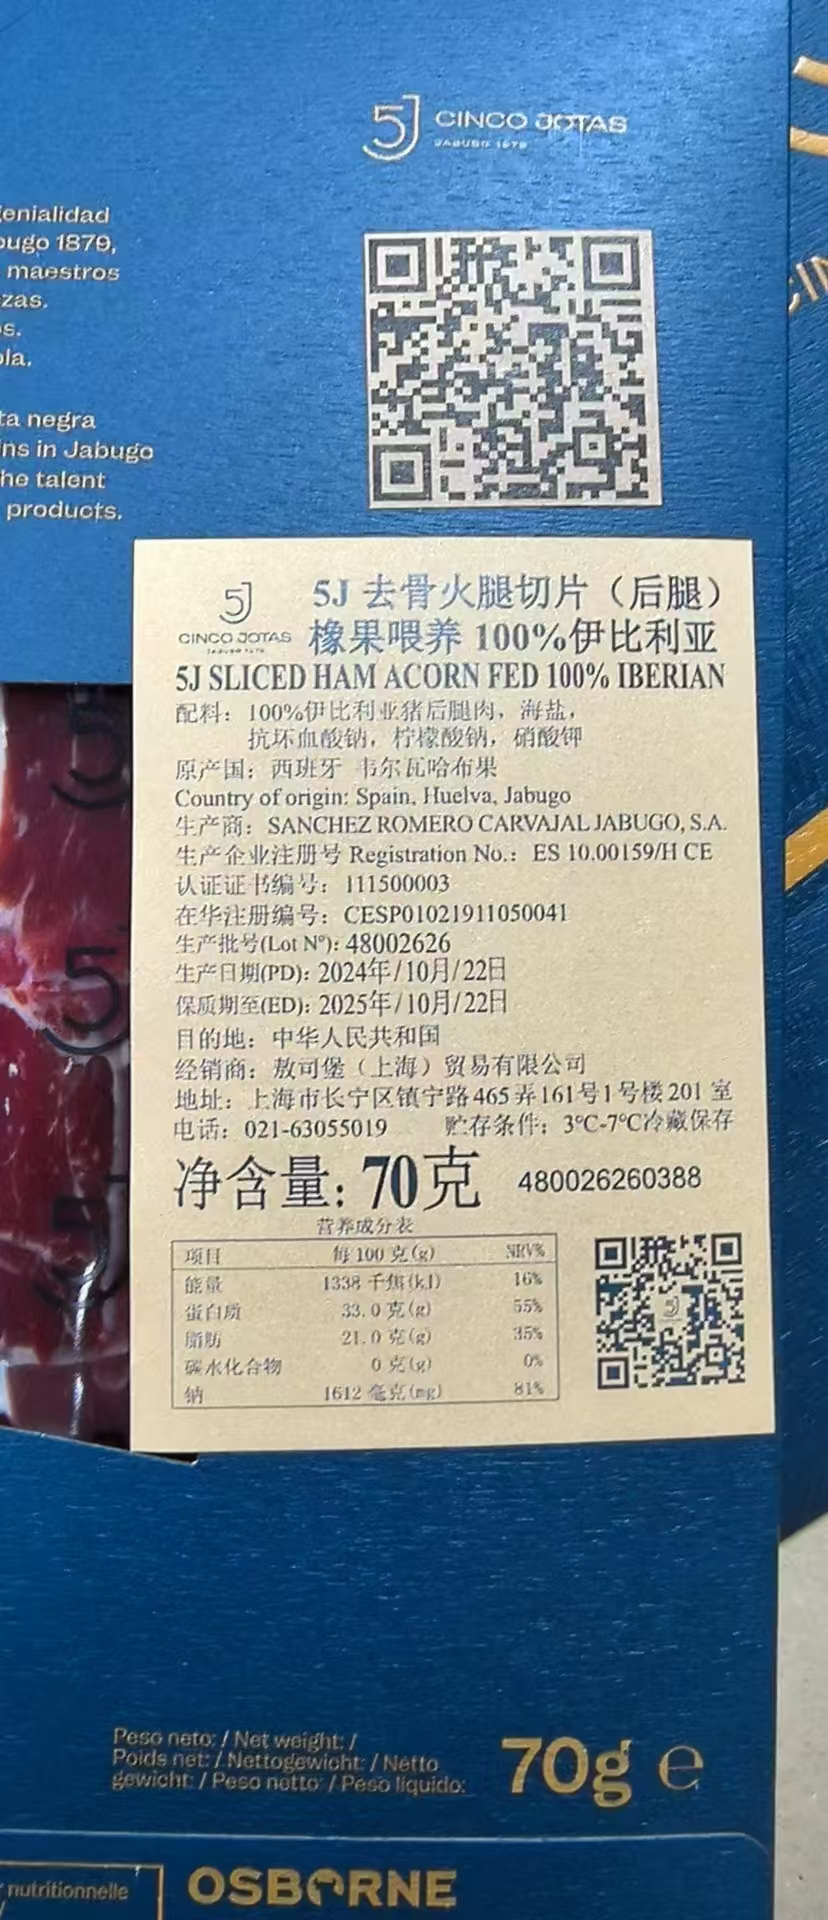 5J CINCO JOTAS
JABUGO 1879
enialidad
ugo 1879,
maestros
zas.
s.
la.
ta negra
ns in Jabugo
he talent
products.
CIN
5J
CINCO JOTAS
JABUGO 1879
5J 去骨火腿切片（后腿）
橡果喂养 100%伊比利亚
5J SLICED HAM ACORN FED 100% IBERIAN
配料：100%伊比利亚猪后腿肉，海盐，
抗坏血酸钠，柠檬酸钠，硝酸钾
原产国：西班牙 韦尔瓦哈布果
Country of origin: Spain, Huelva, Jabugo
生产商：SANCHEZ ROMERO CARVAJAL JABUGO, S.A.
生产企业注册号 Registration No.：ES 10.00159/H CE
认证证书编号：111500003
在华注册编号：CESP01021911050041
生产批号(Lot Nº): 48002626
生产日期(PD): 2024年/10月/22日
保质期至(ED): 2025年/10月/22日
目的地：中华人民共和国
经销商：敖司堡（上海）贸易有限公司
地址：上海市长宁区镇宁路465弄161号1号楼201 室
电话：021-63055019 贮存条件：3℃-7℃冷藏保存
净含量: 70克 480026260388
营养成分表
项目 每 100 克(g) NRV%
能量 1338 千焦(kJ) 16%
蛋白质 33.0 克(g) 55%
脂肪 21.0 克(g) 35%
碳水化合物 0 克(g) 0%
钠 1612 毫克(mg) 81%
5J
5J
5J
Peso neto: / Net weight: /
Poids net: / Nettogewicht: / Netto
gewicht: / Peso netto: / Peso líquido:
70g e
nutritionnelle
OSBORNE